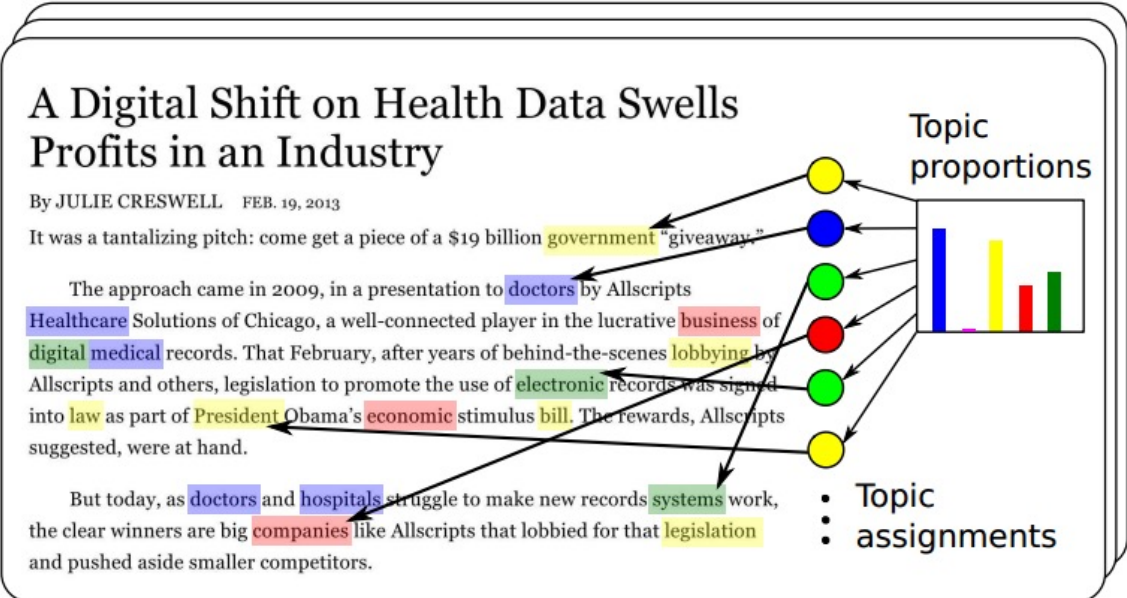 A Digital Shift on Health Data Swells
Profits in an Industry
By JULIE CRESWELL FEB. 19, 2013
It was a tantalizing pitch: come get a piece of a $19 billion government “giveaway.”
The approach came in 2009, in a presentation to doctors by Allscripts
Healthcare Solutions of Chicago, a well-connected player in the lucrative business of
digital medical records. That February, after years of behind-the-scenes lobbying by
Allscripts and others, legislation to promote the use of electronic records was signed
into law as part of President Obama’s economic stimulus bill. The rewards, Allscripts
suggested, were at hand.
But today, as doctors and hospitals struggle to make new records systems work,
the clear winners are big companies like Allscripts that lobbied for that legislation
and pushed aside smaller competitors.
Topic
proportions
Topic
assignments